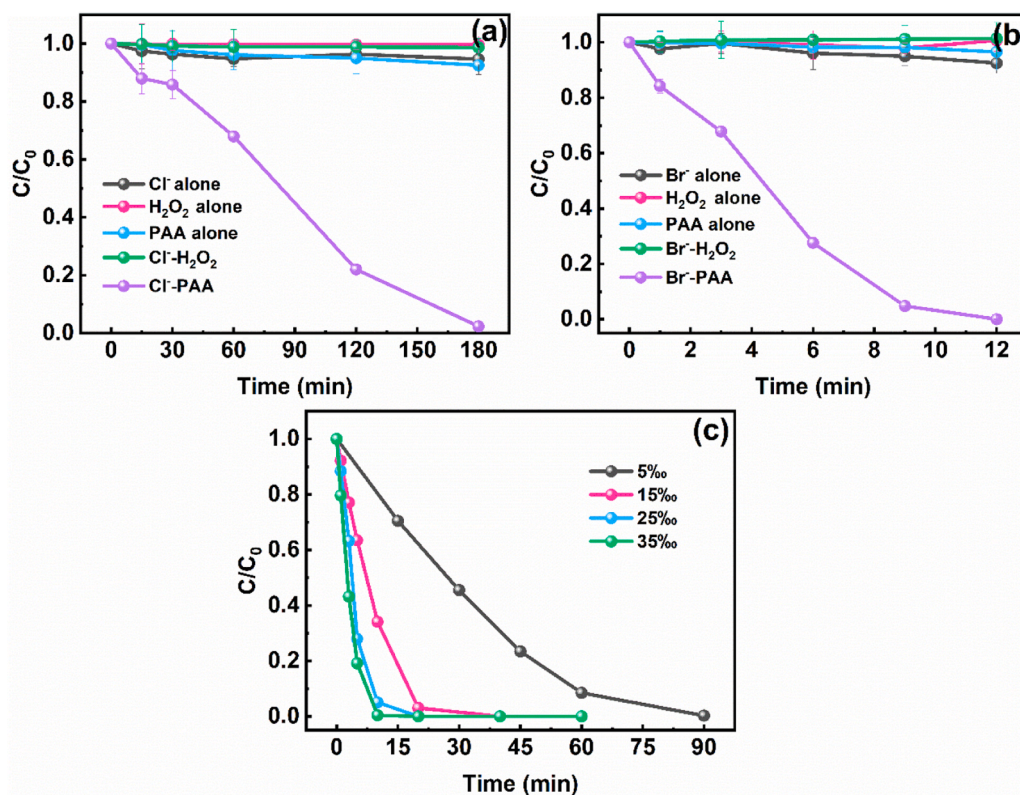 (a)
C/C₀
1.0
0.8
0.6
0.4
0.2
0.0
Cl⁻ alone
H₂O₂ alone
PAA alone
Cl⁻-H₂O₂
Cl⁻-PAA
0 30 60 90 120 150 180
Time (min)
(b)
C/C₀
1.0
0.8
0.6
0.4
0.2
0.0
Br⁻ alone
H₂O₂ alone
PAA alone
Br⁻-H₂O₂
Br⁻-PAA
0 2 4 6 8 10 12
Time (min)
(c)
C/C₀
1.0
0.8
0.6
0.4
0.2
0.0
5‰
15‰
25‰
35‰
0 15 30 45 60 75 90
Time (min)